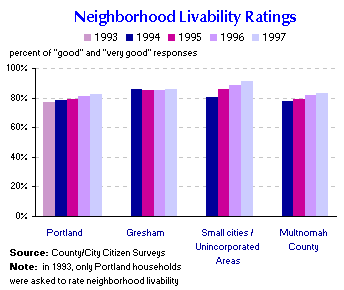 Neighborhood Livability Ratings
1993 1994 1995 1996 1997
percent of "good" and "very good" responses
100%
80%
60%
40%
20%
0%
Portland Gresham Small cities / Multnomah
Unincorporated County
Areas
Source: County/City Citizen Surveys
Note: in 1993, only Portland households
were asked to rate neighborhood livability